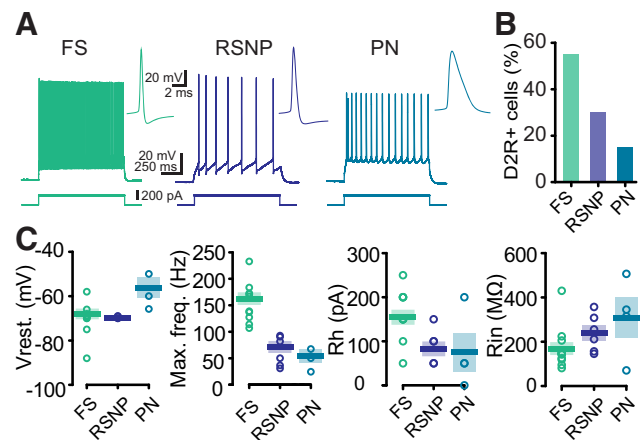 A
FS
RSNP
PN
20 mV
2 ms
20 mV
250 ms
200 pA
B
D2R+ cells (%)
60
40
20
0
FS
RSNP
PN
C
Vrest. (mV)
-40
-60
-80
-100
FS
RSNP
PN
Max. freq. (Hz)
250
200
150
100
50
0
FS
RSNP
PN
Rh (pA)
300
200
100
0
FS
RSNP
PN
Rin (MΩ)
600
400
200
0
FS
RSNP
PN